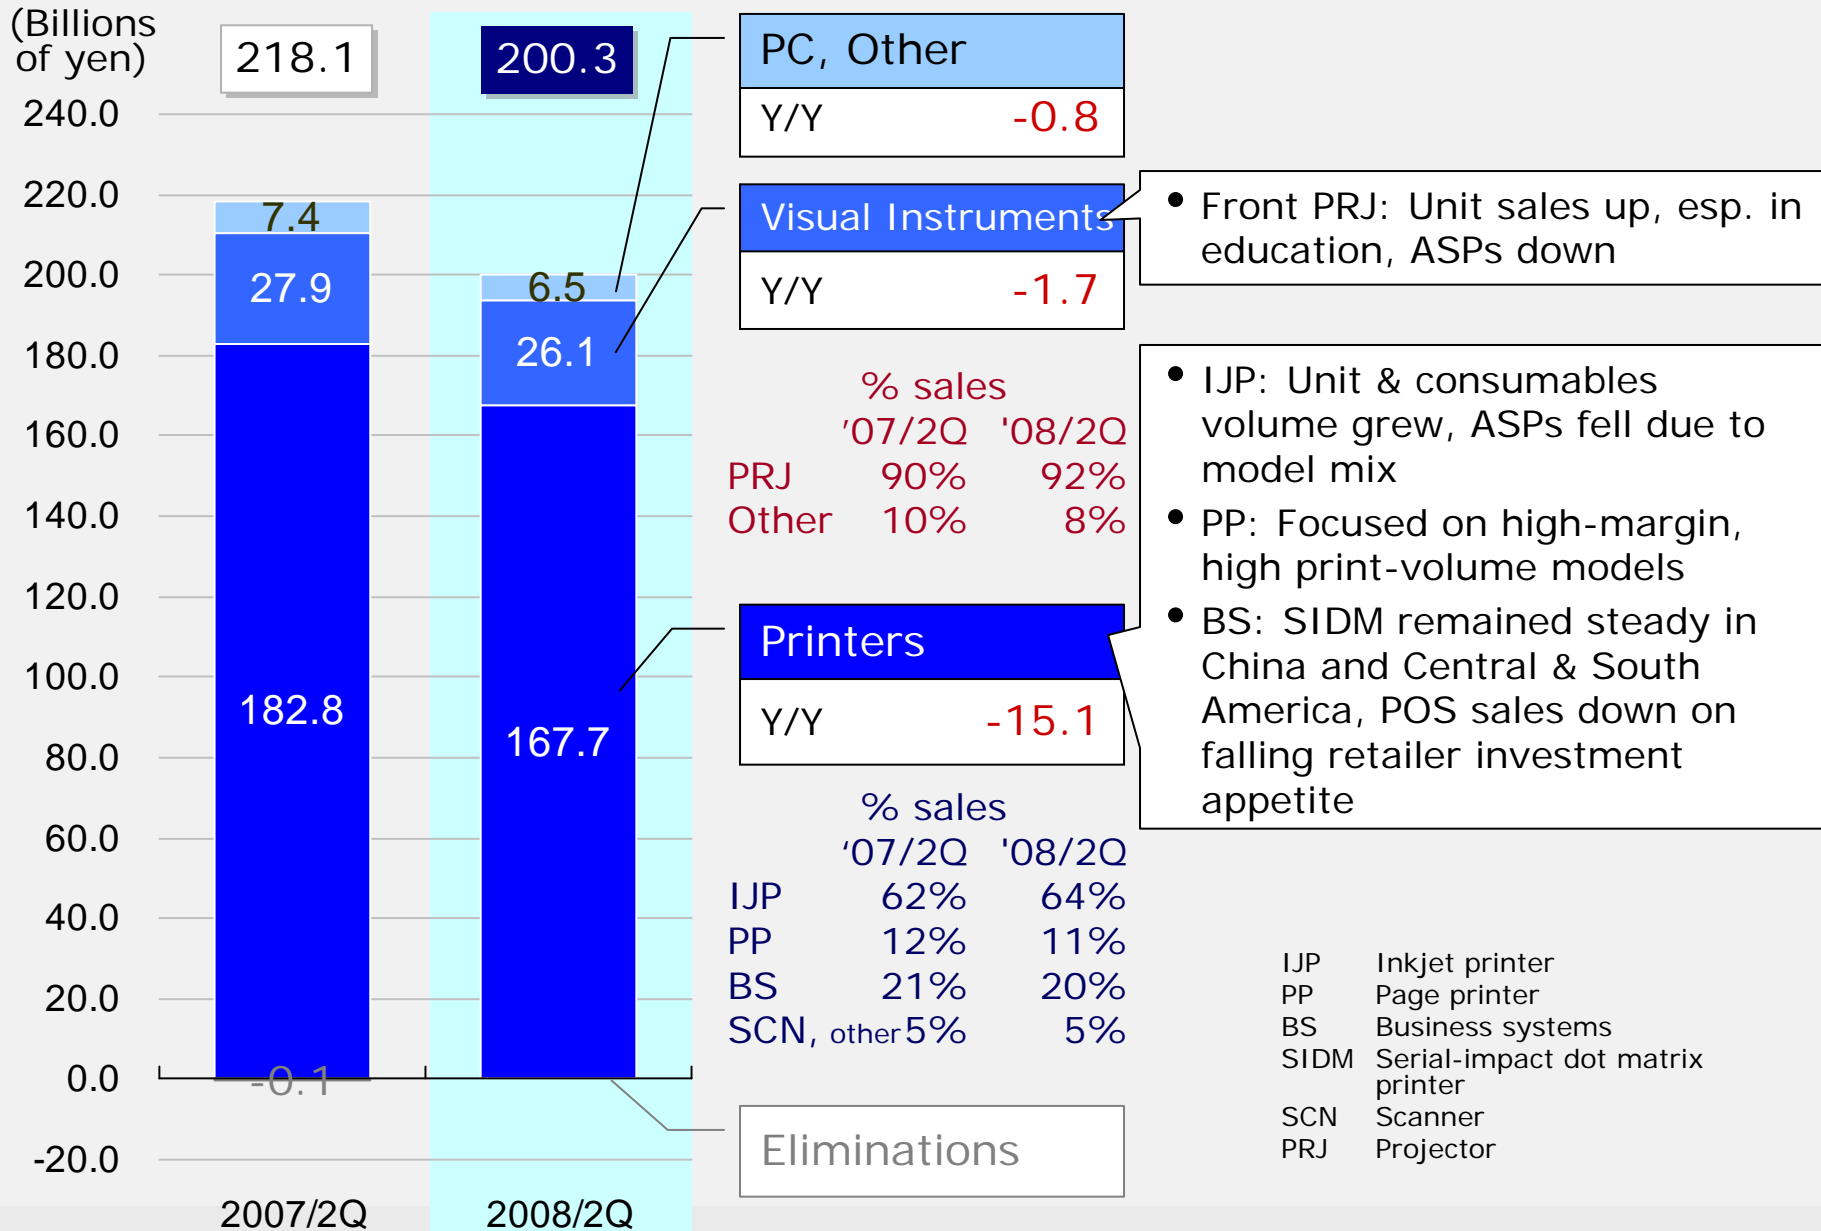 (Billions
of yen)
218.1
200.3
240.0
220.0
200.0
180.0
160.0
140.0
120.0
100.0
80.0
60.0
40.0
20.0
0.0
-20.0
7.4
27.9
182.8
-0.1
6.5
26.1
167.7
2007/2Q
2008/2Q
PC, Other
Y/Y -0.8
Visual Instruments
Y/Y -1.7
% sales
'07/2Q '08/2Q
PRJ 90% 92%
Other 10% 8%
Printers
Y/Y -15.1
% sales
‘07/2Q '08/2Q
IJP 62% 64%
PP 12% 11%
BS 21% 20%
SCN, other 5% 5%
Eliminations
• Front PRJ: Unit sales up, esp. in
education, ASPs down
• IJP: Unit & consumables
volume grew, ASPs fell due to
model mix
• PP: Focused on high-margin,
high print-volume models
• BS: SIDM remained steady in
China and Central & South
America, POS sales down on
falling retailer investment
appetite
IJP Inkjet printer
PP Page printer
BS Business systems
SIDM Serial-impact dot matrix
printer
SCN Scanner
PRJ Projector